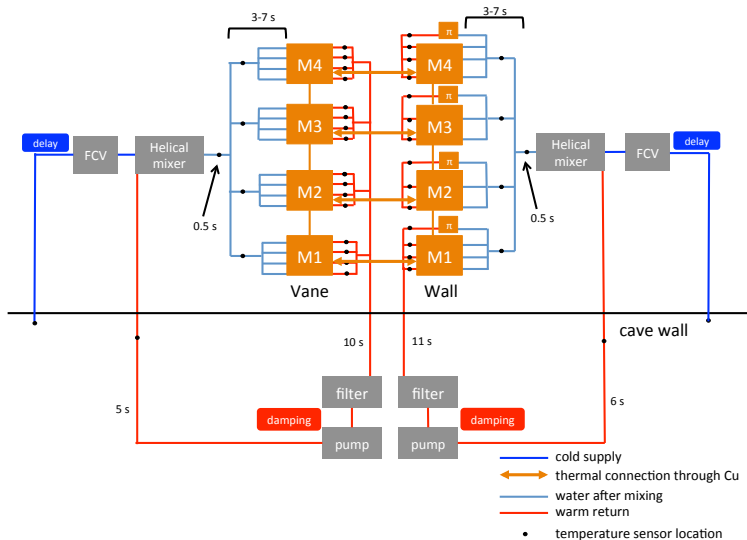 3-7 s
3-7 s
π
M4
M4
π
M3
M3
delay
FCV
Helical
mixer
Helical
mixer
FCV
delay
π
M2
M2
0.5 s
0.5 s
π
M1
M1
Vane
Wall
cave wall
10 s
11 s
5 s
6 s
filter
filter
damping
damping
pump
pump
cold supply
thermal connection through Cu
water after mixing
warm return
temperature sensor location